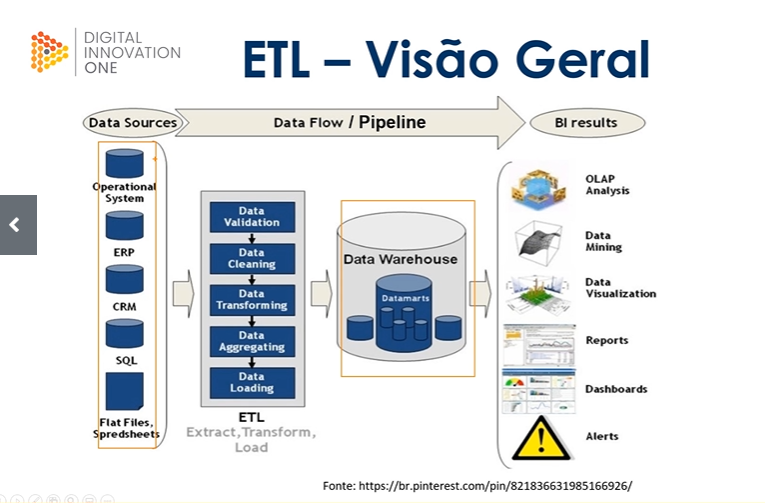 DIGITAL
INNOVATION
ONE
ETL – Visão Geral
Data Sources
Data Flow / Pipeline
BI results
Operational
System
ERP
CRM
SQL
Flat Files,
Spredsheets
Data
Validation
Data
Cleaning
Data
Transforming
Data
Aggregating
Data
Loading
ETL
Extract,Transform,
Load
Data Warehouse
Datamarts
OLAP
Analysis
Data
Mining
Data
Visualization
Reports
Dashboards
Alerts
Fonte: https://br.pinterest.com/pin/821836631985166926/